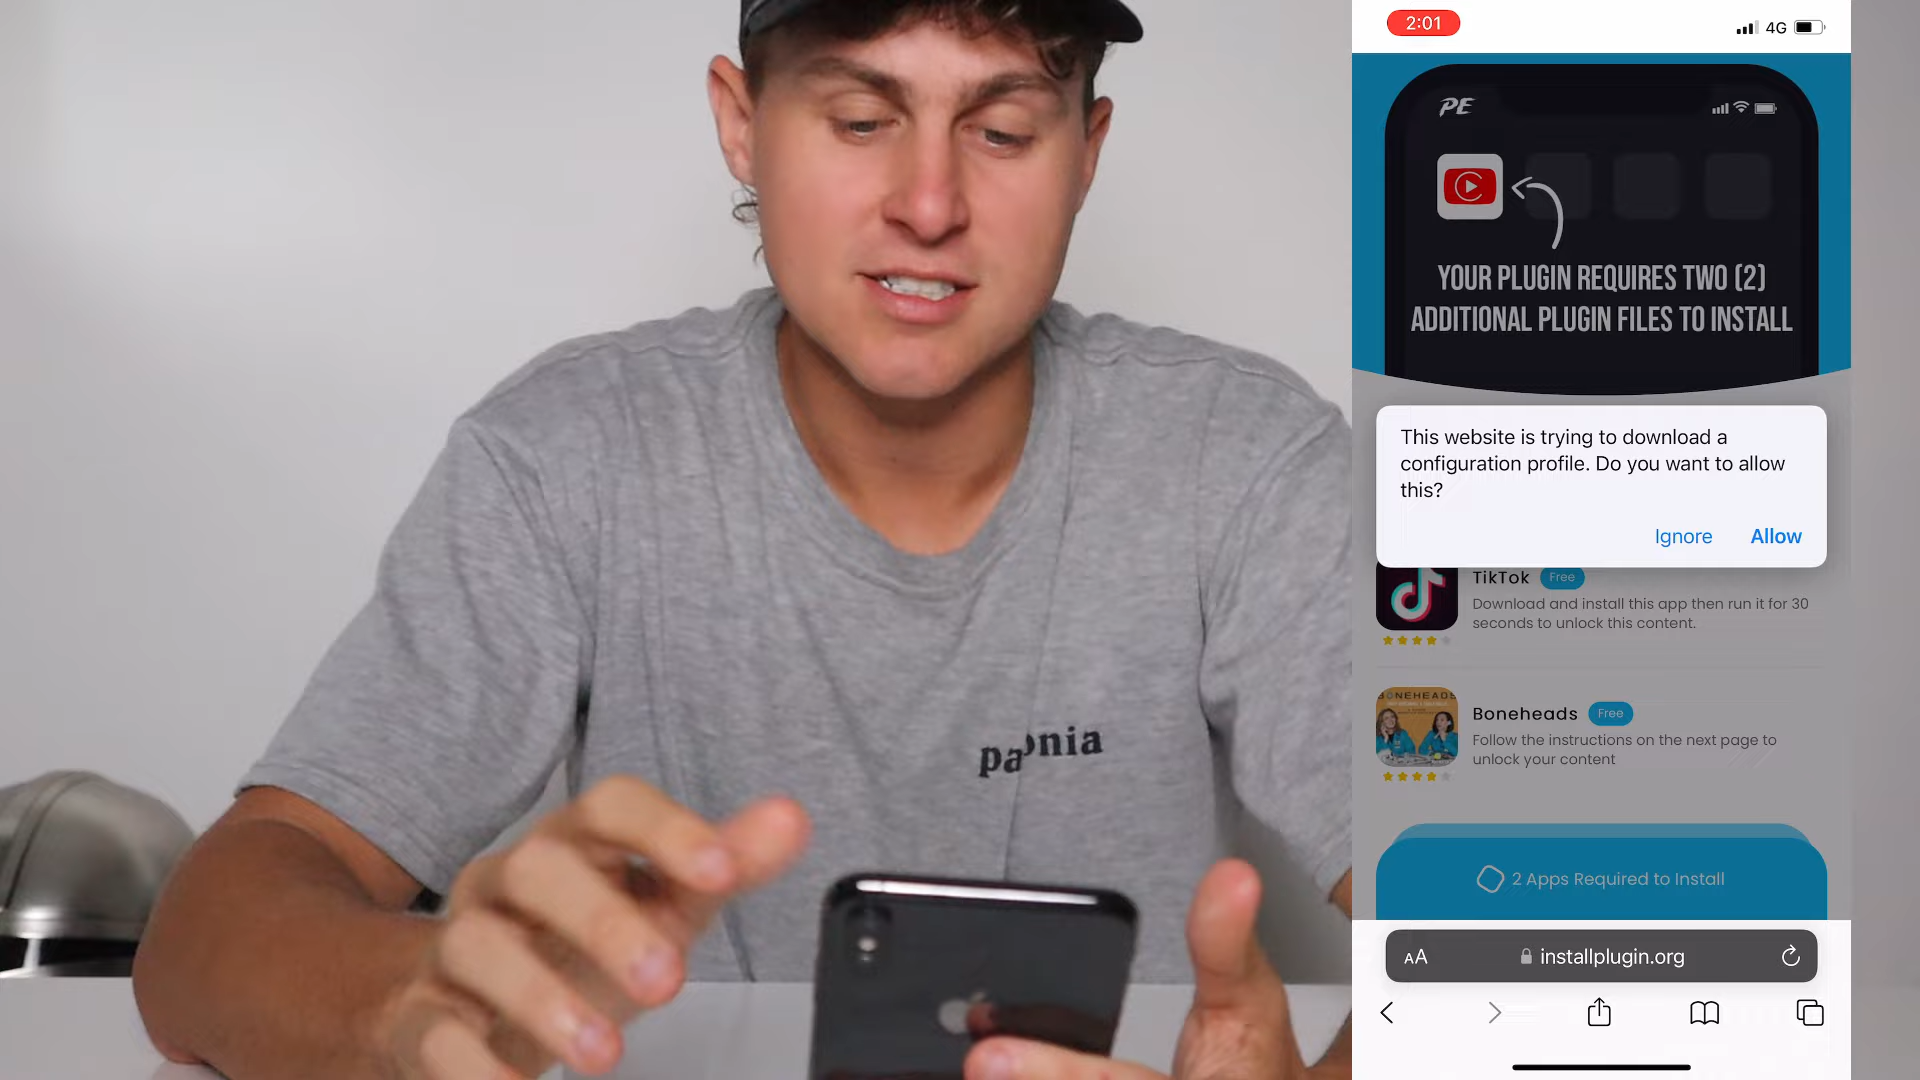 2:01
4G
PE
YOUR PLUGIN REQUIRES TWO (2)
ADDITIONAL PLUGIN FILES TO INSTALL
This website is trying to download a
configuration profile. Do you want to allow
this?
Ignore Allow
TikTok Free
Download and install this app then run it for 30
seconds to unlock this content.
BONEHEADS
Boneheads Free
Follow the instructions on the next page to
unlock your content
2 Apps Required to Install
AA installplugin.org